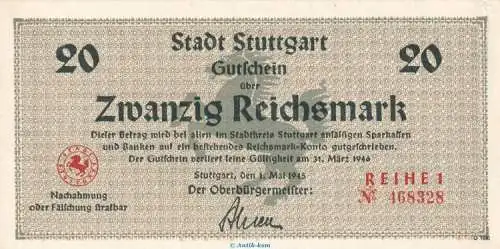 20 Stadt Stuttgart 20
Gutschein
über
Zwanzig Reichsmark
Dieser Betrag wird bei allen im Stadtkreis Stuttgart ansäßigen Sparkassen
und Banken auf ein bestehendes Reichsmark-Konto gutgeschrieben.
Der Gutschein verliert seine Gültigkeit am 31. März 1946
Stuttgart, den 1. Mai 1945
Der Oberbürgermeister:
Nachahmung
oder Fälschung strafbar
REIHE 1
№ 468328
© Antik-kom